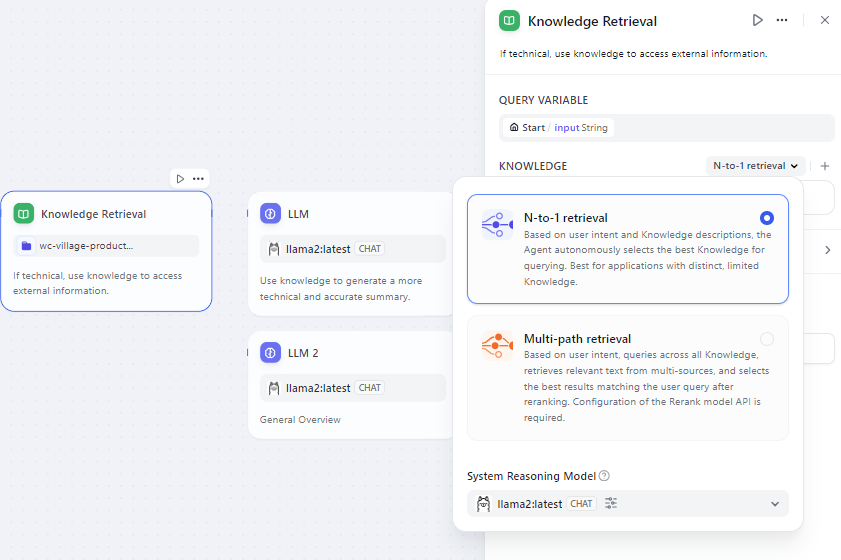 Knowledge Retrieval
If technical, use knowledge to access external information.
QUERY VARIABLE
Start / input String
KNOWLEDGE
N-to-1 retrieval
Knowledge Retrieval
wc-village-product...
If technical, use knowledge to access
external information.
LLM
llama2:latest CHAT
Use knowledge to generate a more
technical and accurate summary.
LLM 2
llama2:latest CHAT
General Overview
N-to-1 retrieval
Based on user intent and Knowledge descriptions, the
Agent autonomously selects the best Knowledge for
querying. Best for applications with distinct, limited
Knowledge.
Multi-path retrieval
Based on user intent, queries across all Knowledge,
retrieves relevant text from multi-sources, and selects
the best results matching the user query after
reranking. Configuration of the Rerank model API is
required.
System Reasoning Model
llama2:latest CHAT